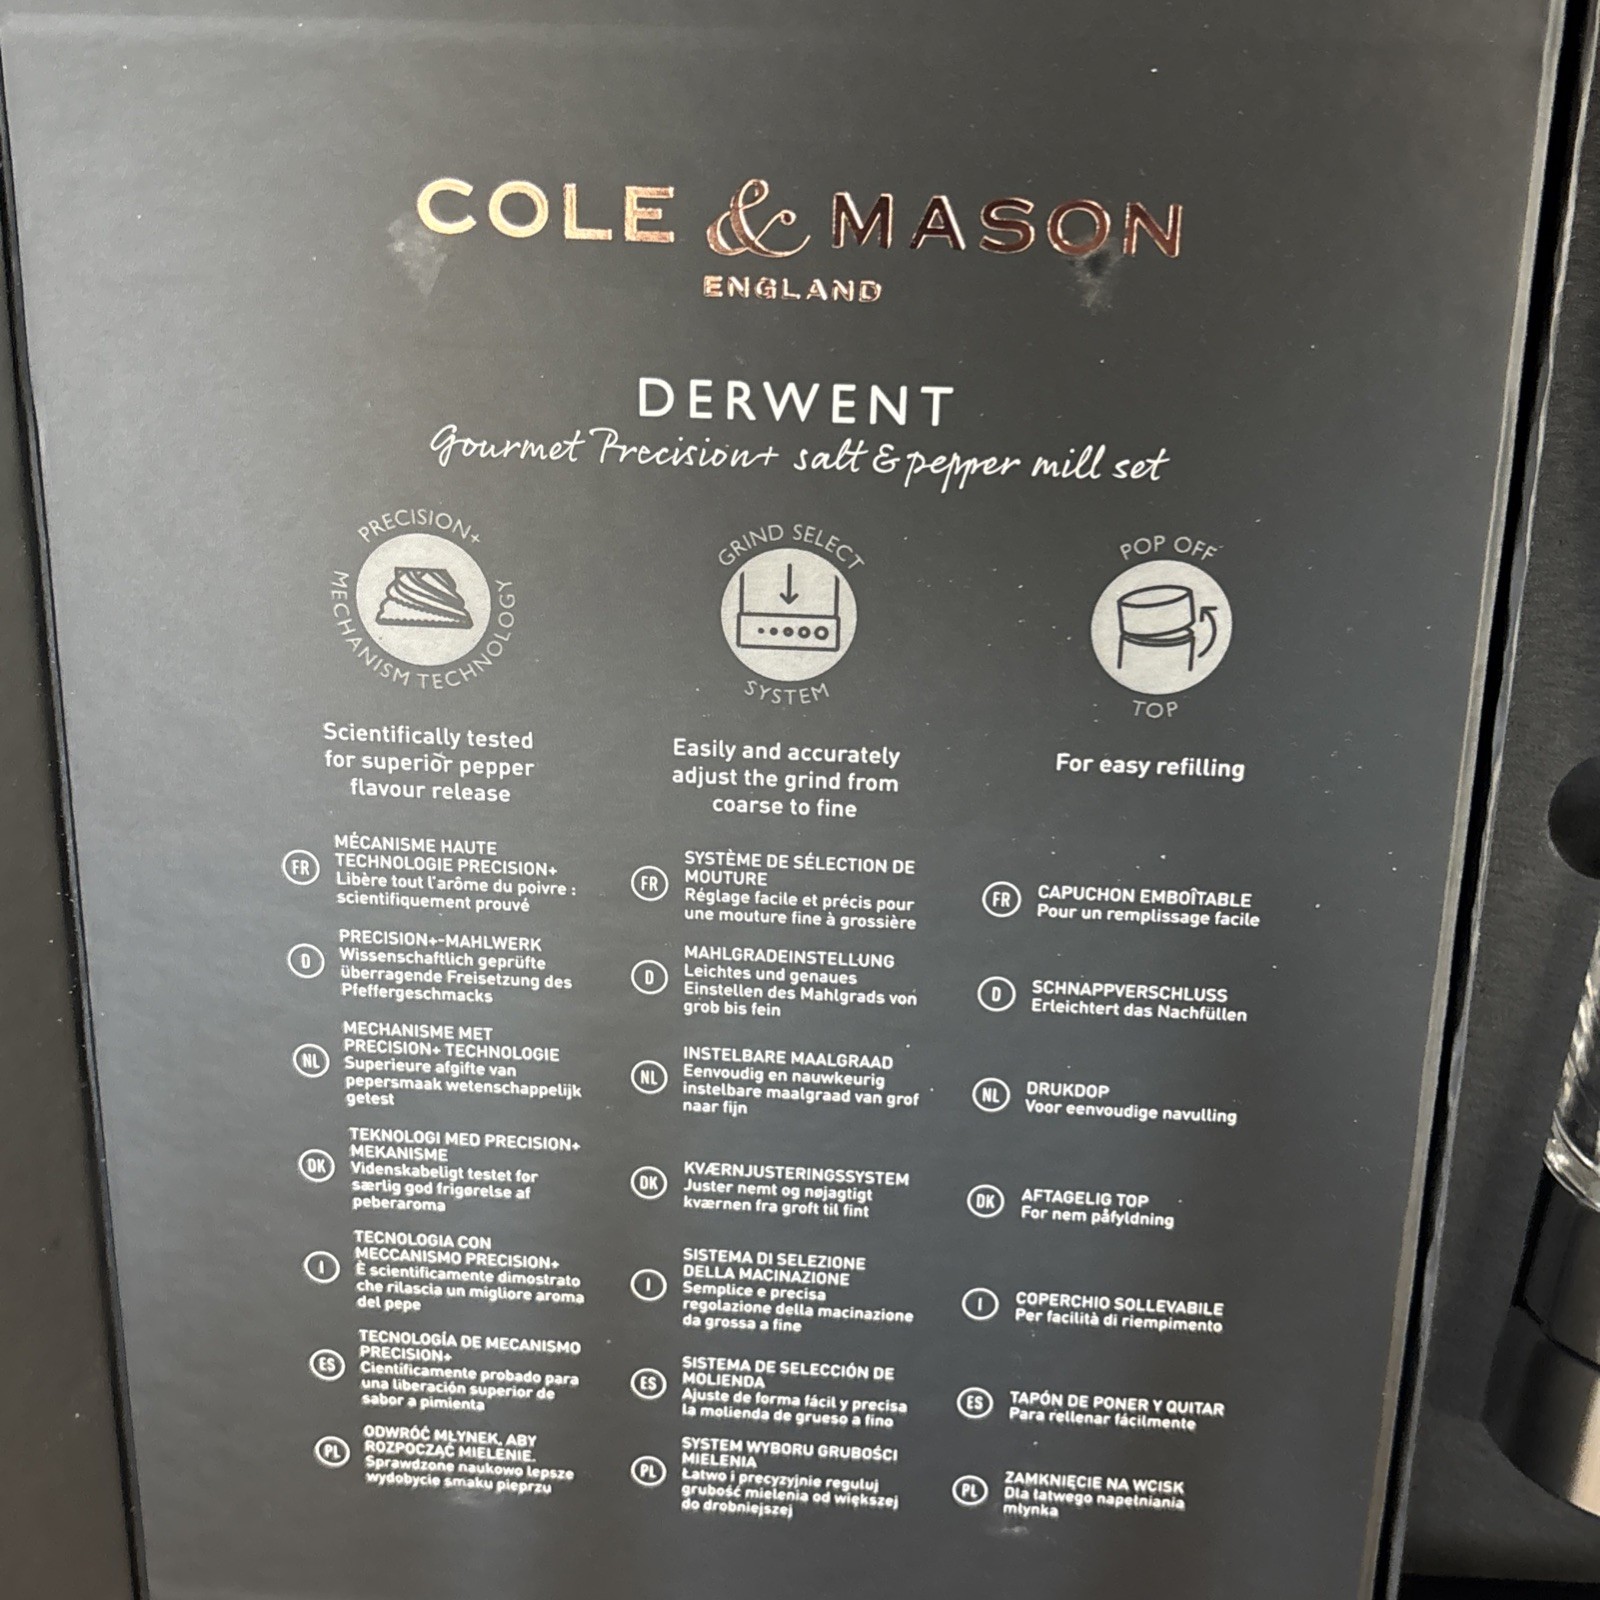 COLE & MASON
ENGLAND
DERWENT
Gourmet Precision+ salt & pepper mill set
PRECISION+
MECHANISM TECHNOLOGY
Scientifically tested
for superior pepper
flavour release
FR
MÉCANISME HAUTE
TECHNOLOGIE PRECISION+
Libère tout l'arôme du poivre :
scientifiquement prouvé
D
PRECISION+-MAHLWERK
Wissenschaftlich geprüfte
überragende Freisetzung des
Pfeffergeschmacks
NL
MECHANISME MET
PRECISION+ TECHNOLOGIE
Superieure afgifte van
pepersmaak wetenschappelijk
getest
DK
TEKNOLOGI MED PRECISION+
MEKANISME
Videnskabeligt testet for
særlig god frigørelse af
peberaroma
I
TECNOLOGIA CON
MECCANISMO PRECISION+
È scientificamente dimostrato
che rilascia un migliore aroma
del pepe
ES
TECNOLOGÍA DE MECANISMO
PRECISION+
Cientificamente probado para
una liberación superior de
sabor a pimienta
PL
ODWRÓĆ MŁYNEK, ABY
ROZPOCZĄĆ MIELENIE.
Sprawdzone naukowo lepsze
wydobycie smaku pieprzu
GRIND SELECT
SYSTEM
Easily and accurately
adjust the grind from
coarse to fine
FR
SYSTÈME DE SÉLECTION DE
MOUTURE
Réglage facile et précis pour
une mouture fine à grossière
D
MAHLGRADEINSTELLUNG
Leichtes und genaues
Einstellen des Mahlgrads von
grob bis fein
NL
INSTELBARE MAALGRAAD
Eenvoudig en nauwkeurig
instelbare maalgraad van grof
naar fijn
DK
KVÆRNJUSTERINGSSYSTEM
Juster nemt og nøjagtigt
kværnen fra groft til fint
I
SISTEMA DI SELEZIONE
DELLA MACINAZIONE
Semplice e precisa
regolazione della macinazione
da grossa a fine
ES
SISTEMA DE SELECCIÓN DE
MOLIENDA
Ajuste de forma fácil y precisa
la molienda de grueso a fino
PL
SYSTEM WYBORU GRUBOŚCI
MIELENIA
Łatwo i precyzyjnie reguluj
grubość mielenia od większej
do drobniejszej
POP OFF
TOP
For easy refilling
FR
CAPUCHON EMBOÎTABLE
Pour un remplissage facile
D
SCHNAPPVERSCHLUSS
Erleichtert das Nachfüllen
NL
DRUKDOP
Voor eenvoudige navulling
DK
AFTAGELIG TOP
For nem påfyldning
I
COPERCHIO SOLLEVABILE
Per facilità di riempimento
ES
TAPÓN DE PONER Y QUITAR
Para rellenar fácilmente
PL
ZAMKNIĘCIE NA WCISK
Dla łatwego napełniania
młynka